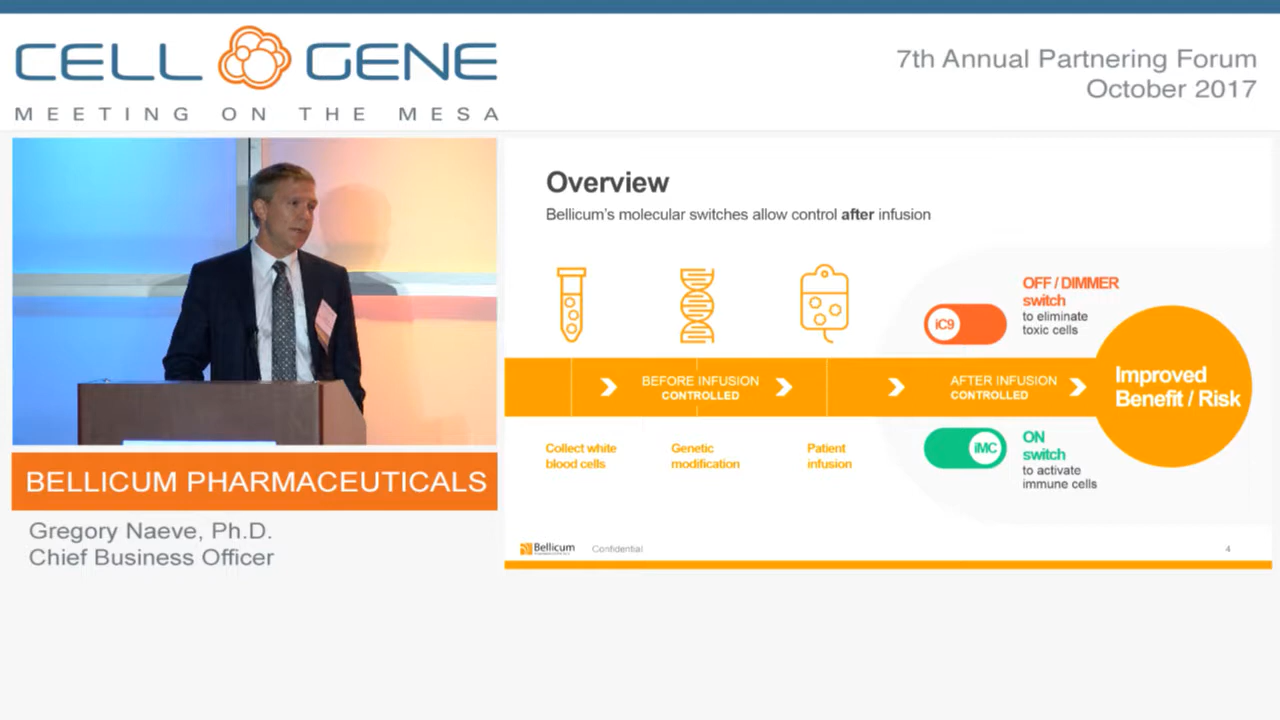 CELL GENE
MEETING ON THE MESA
7th Annual Partnering Forum
October 2017
BELLICUM PHARMACEUTICALS
Gregory Naeve, Ph.D.
Chief Business Officer
Overview
Bellicum's molecular switches allow control after infusion
iC9
OFF / DIMMER
switch
to eliminate
toxic cells
BEFORE INFUSION
CONTROLLED
AFTER INFUSION
CONTROLLED
Improved
Benefit / Risk
Collect white
blood cells
Genetic
modification
Patient
infusion
iMC
ON
switch
to activate
immune cells
Bellicum
Confidential
4